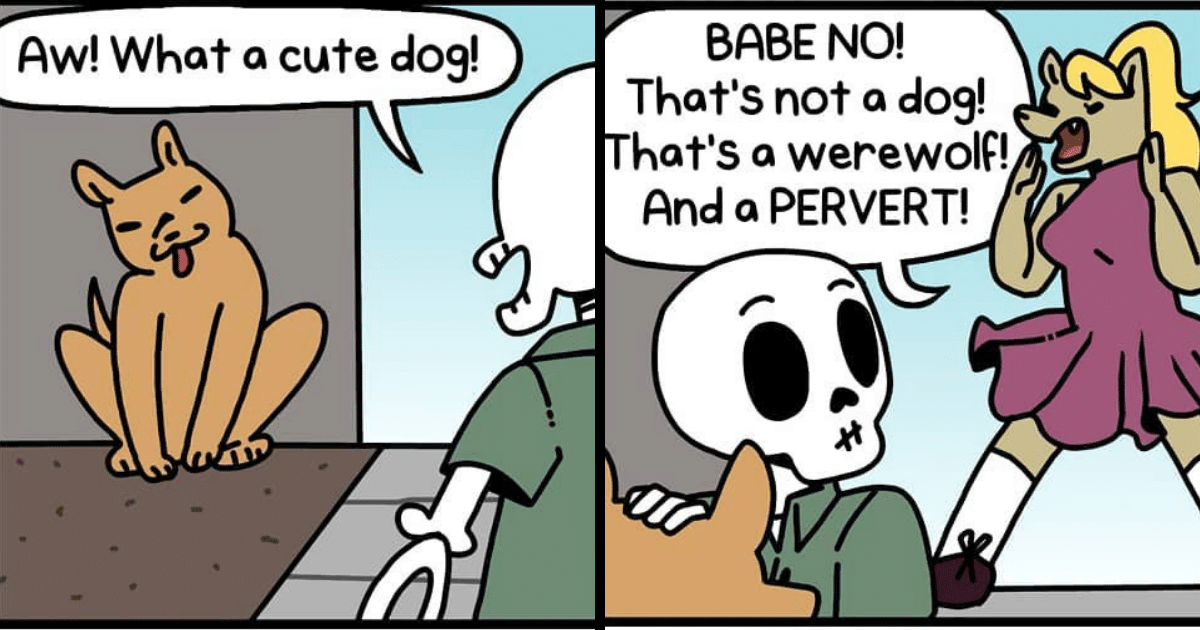 Aw! What a cute dog!
BABE NO!
That's not a dog!
That's a werewolf!
And a PERVERT!